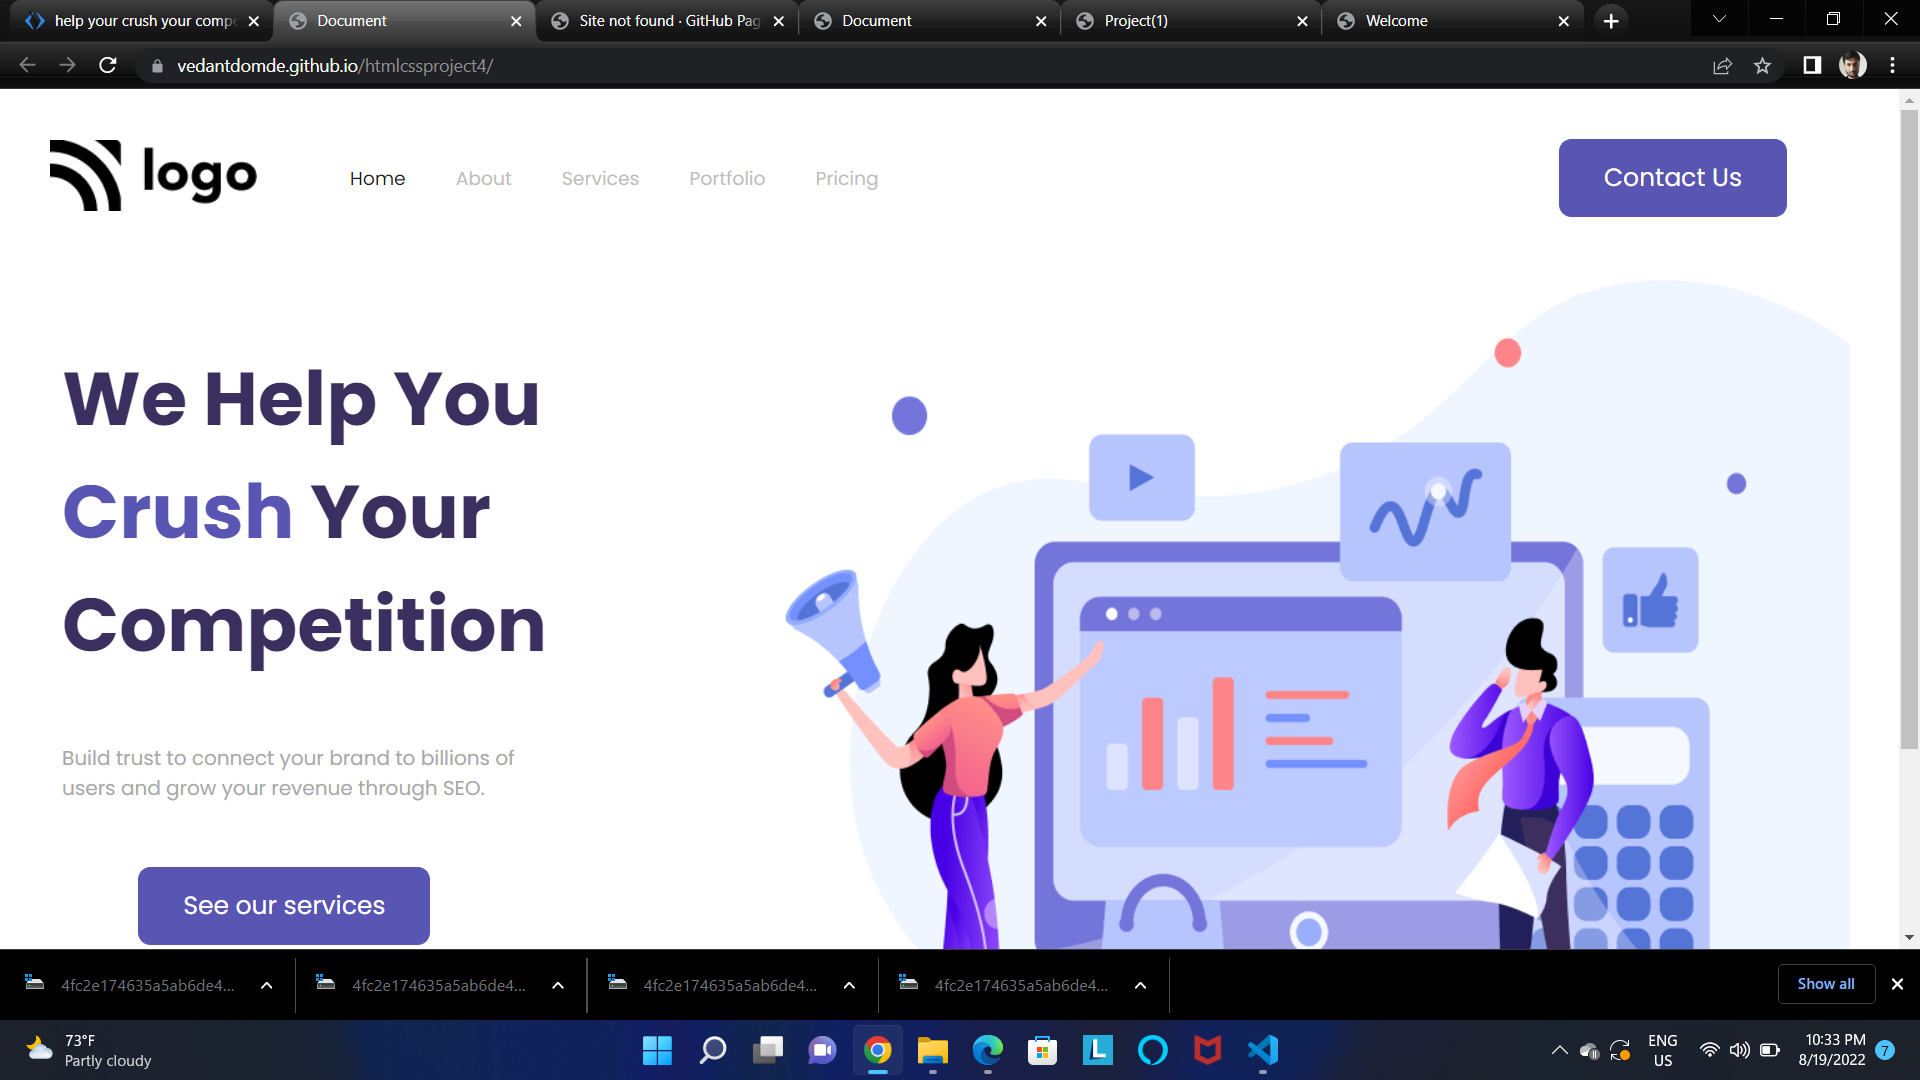 help your crush your comp
Document
Site not found · GitHub Pag
Document
Project(1)
Welcome
vedantdomde.github.io/htmlcssproject4/
logo
Home
About
Services
Portfolio
Pricing
Contact Us
We Help You
Crush Your
Competition
Build trust to connect your brand to billions of
users and grow your revenue through SEO.
See our services
4fc2e174635a5ab6de4...
4fc2e174635a5ab6de4...
4fc2e174635a5ab6de4...
4fc2e174635a5ab6de4...
Show all
73°F
Partly cloudy
L
ENG
US
10:33 PM
8/19/2022
7